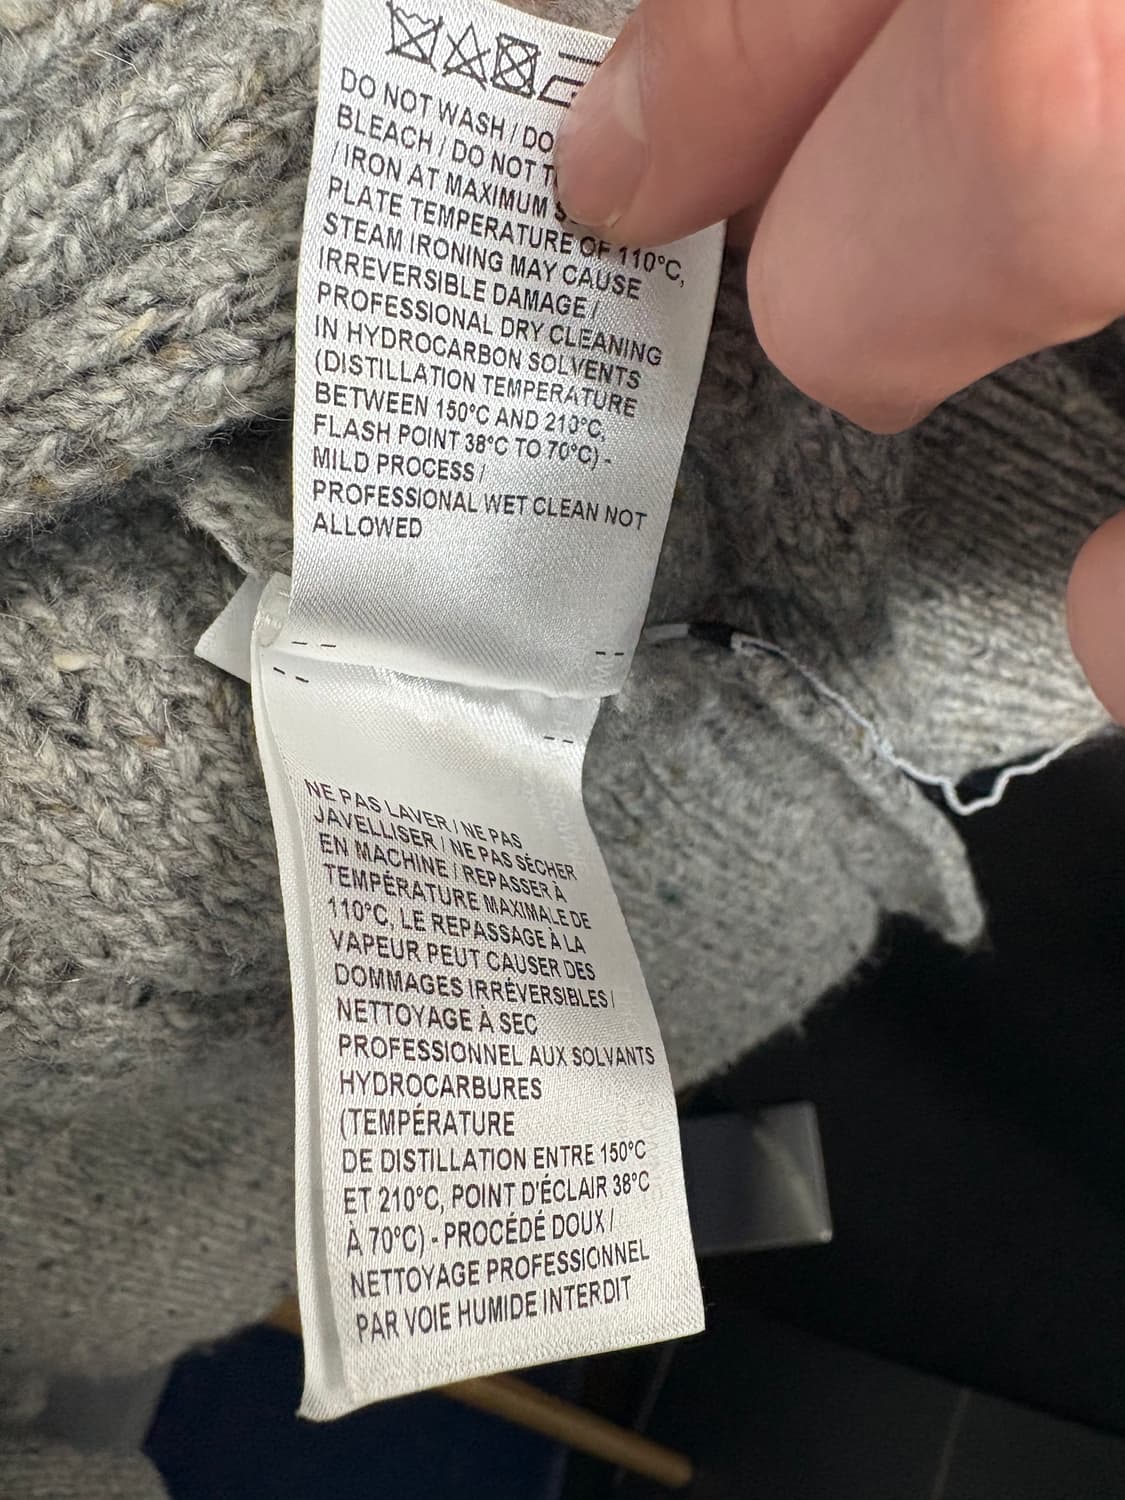 DO NOT WASH / DO
BLEACH / DO NOT
/ IRON AT MAXIMUM
PLATE TEMPERATURE OF 110°C,
STEAM IRONING MAY CAUSE
IRREVERSIBLE DAMAGE /
PROFESSIONAL DRY CLEANING
IN HYDROCARBON SOLVENTS
(DISTILLATION TEMPERATURE
BETWEEN 150°C AND 210°C,
FLASH POINT 38°C TO 70°C) -
MILD PROCESS /
PROFESSIONAL WET CLEAN NOT
ALLOWED
NE PAS LAVER / NE PAS
JAVELLISER / NE PAS SÉCHER
EN MACHINE / REPASSER À
TEMPÉRATURE MAXIMALE DE
110°C, LE REPASSAGE À LA
VAPEUR PEUT CAUSER DES
DOMMAGES IRRÉVERSIBLES /
NETTOYAGE À SEC
PROFESSIONNEL AUX SOLVANTS
HYDROCARBURES
(TEMPÉRATURE
DE DISTILLATION ENTRE 150°C
ET 210°C, POINT D'ÉCLAIR 38°C
À 70°C) - PROCÉDÉ DOUX /
NETTOYAGE PROFESSIONNEL
PAR VOIE HUMIDE INTERDIT